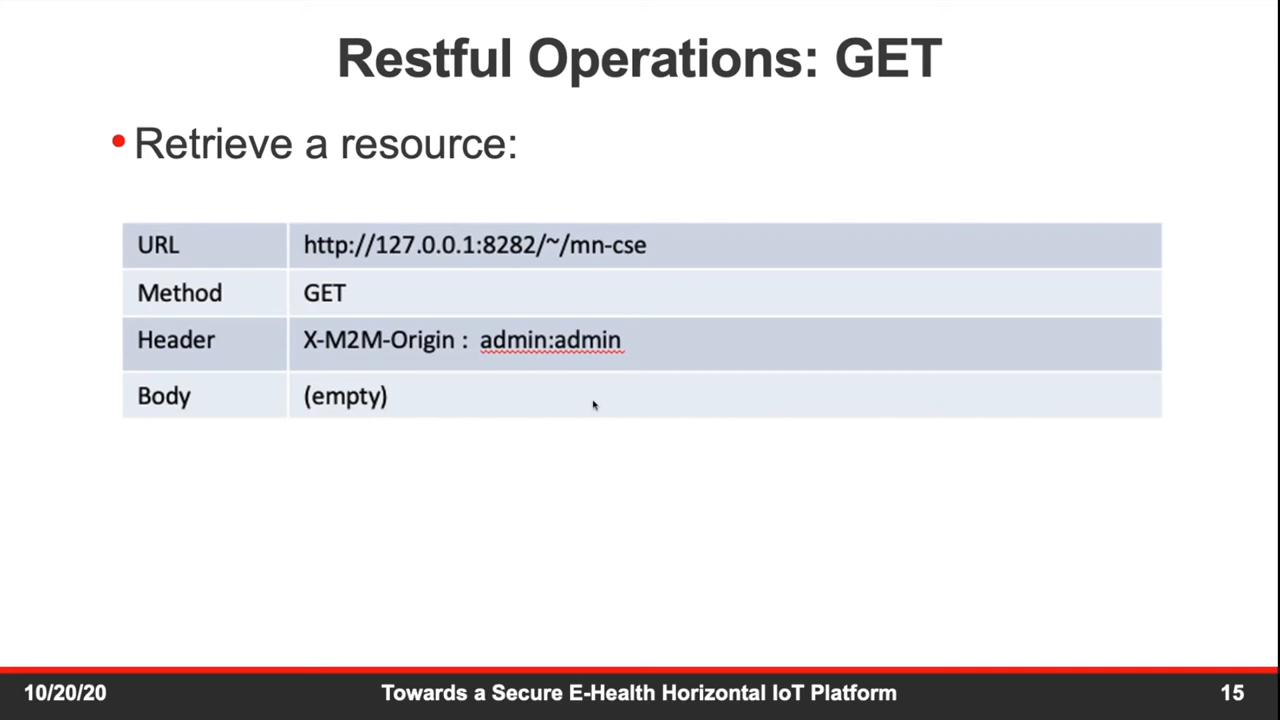 Restful Operations: GET
• Retrieve a resource:
URL http://127.0.0.1:8282/~/mn-cse
Method GET
Header X-M2M-Origin : admin:admin
Body (empty)
10/20/20 Towards a Secure E-Health Horizontal IoT Platform 15